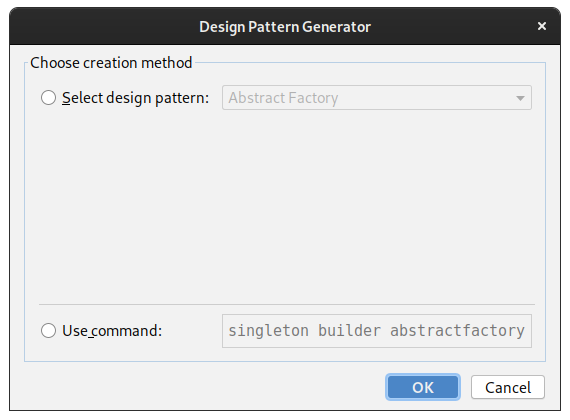 Design Pattern Generator
Choose creation method
Select design pattern: Abstract Factory
Use command: singleton builder abstractfactory
OK Cancel